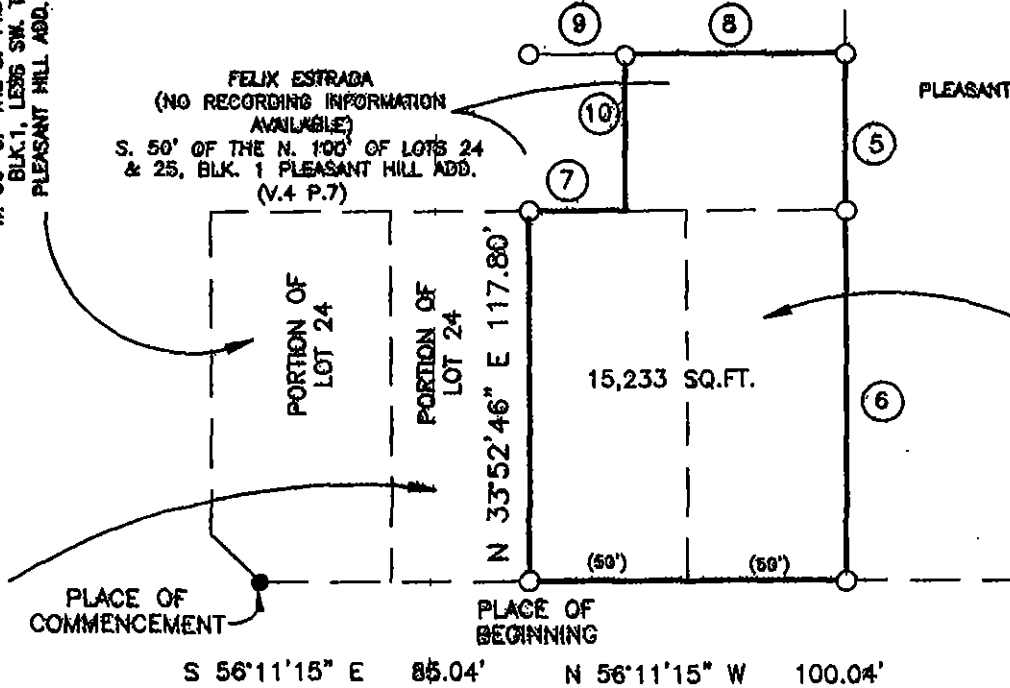 BLK.1, LESS SW.
PLEASANT HILL ADD.
9
8
FELIX ESTRADA
(NO RECORDING INFORMATION
AVAILABLE)
S. 50' OF THE N. 100' OF LOTS 24
& 25, BLK. 1 PLEASANT HILL ADD.
(V.4 P.7)
PLEASANT
10
5
7
PORTION OF
LOT 24
PORTION OF
LOT 24
N 33°52'46" E 117.80'
15,233 SQ.FT.
6
(50')
(50')
PLACE OF
COMMENCEMENT
PLACE OF
BEGINNING
S 56°11'15" E 85.04'
N 56°11'15" W 100.04'